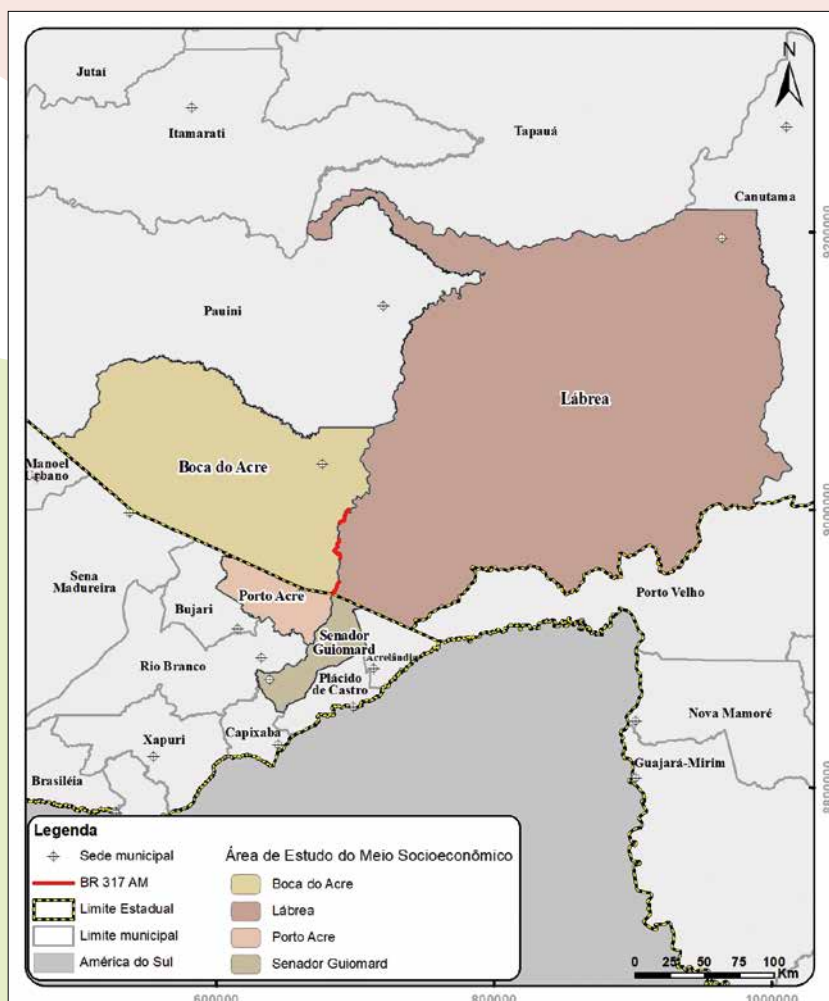 N
Jutaí
Itamarati
Tapauá
Canutama
9200000
Pauini
Lábrea
Boca do Acre
Manoel
Urbano
9000000
Sena
Madureira
Porto Acre
Porto Velho
Bujari
Senador
Guiomard
Rio Branco
Acrelândia
Plácido
de Castro
Nova Mamoré
Capixaba
Xapuri
Guajará-Mirim
Brasiléia
8800000
Legenda
Sede municipal
BR 317 AM
Limite Estadual
Limite municipal
América do Sul
Área de Estudo do Meio Socioeconômico
Boca do Acre
Lábrea
Porto Acre
Senador Guiomard
0 25 50 75 100
Km
600000
800000
1000000